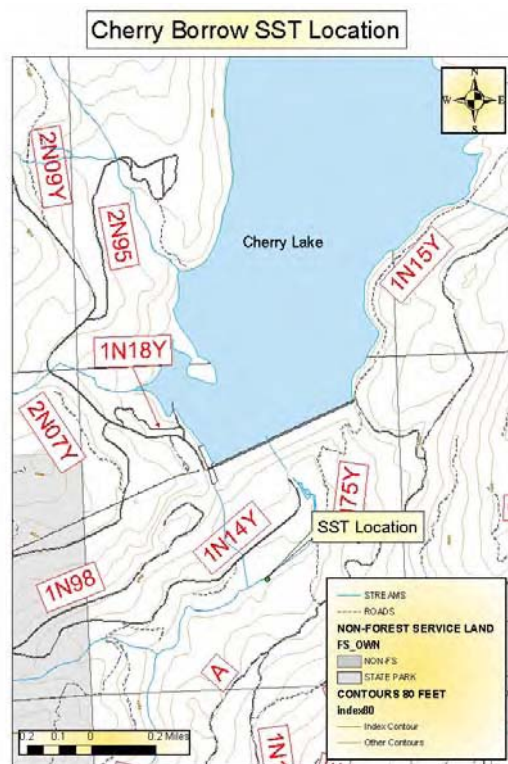 Cherry Borrow SST Location
N
W E
S
2N09Y
2N95
Cherry Lake
1N15Y
1N18Y
2N07Y
N75Y
SST Location
1N14Y
1N98
A
STREAMS
ROADS
NON-FOREST SERVICE LAND
FS_OWN
NON-FS
STATE PARK
CONTOURS 80 FEET
index80
Index Contour
Other Contours
0.2 0.1 0 0.2 Miles